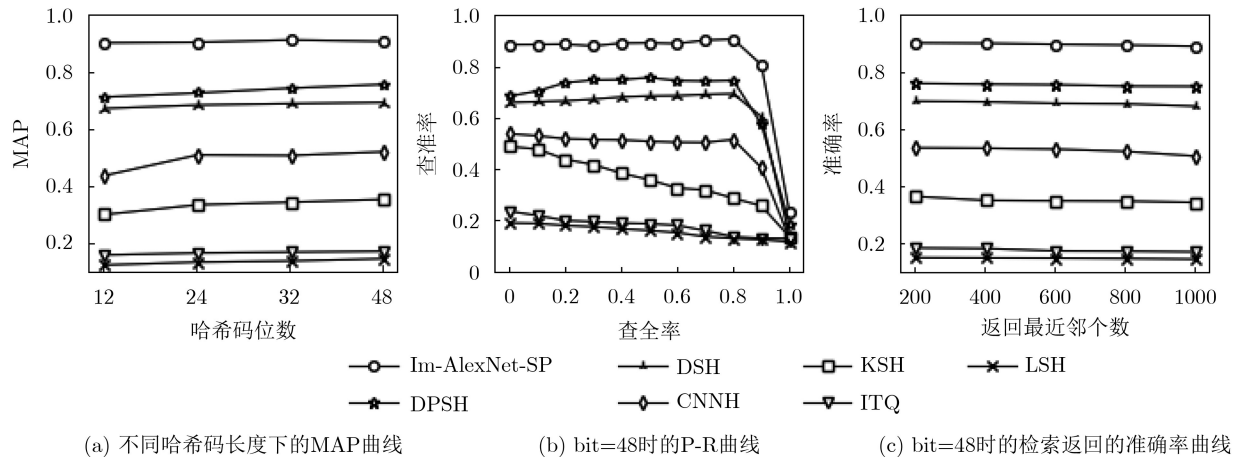 1.0
0.8
0.6
0.4
0.2
MAP
12 24 32 48
哈希码位数
1.0
0.8
0.6
0.4
0.2
0
查准率
0 0.2 0.4 0.6 0.8 1.0
查全率
1.0
0.8
0.6
0.4
0.2
准确率
200 400 600 800 1000
返回最近邻个数
Im-AlexNet-SP DSH KSH LSH
DPSH CNNH ITQ
(a) 不同哈希码长度下的MAP曲线
(b) bit=48时的P-R曲线
(c) bit=48时的检索返回的准确率曲线